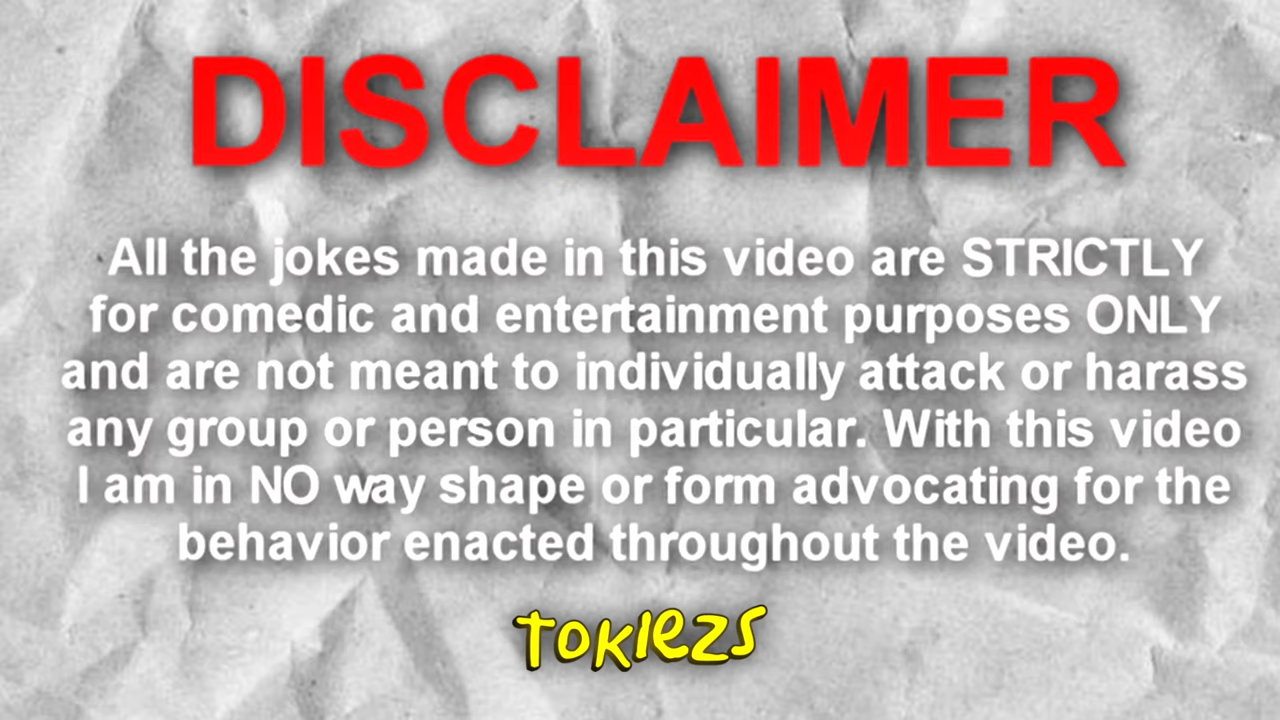 DISCLAIMER
All the jokes made in this video are STRICTLY
for comedic and entertainment purposes ONLY
and are not meant to individually attack or harass
any group or person in particular. With this video
I am in NO way shape or form advocating for the
behavior enacted throughout the video.
TOKIEZS